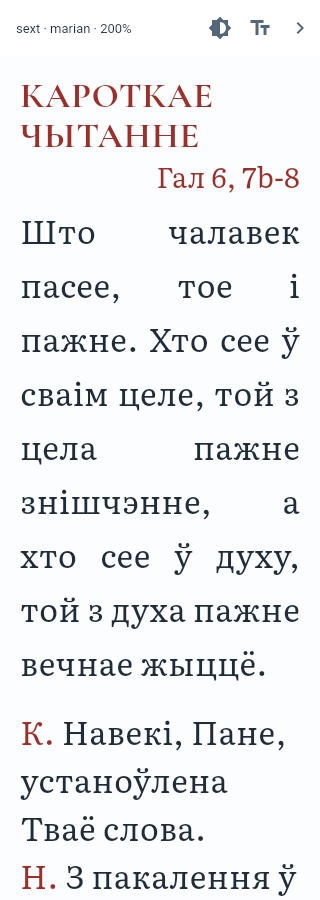 sext · marian · 200%
КАРОТКАЕ
ЧЫТАННЕ
Гал 6, 7b-8
Што чалавек
пасее, тое і
пажне. Хто сее ў
сваім целе, той з
цела пажне
знішчэнне, а
хто сее ў духу,
той з духа пажне
вечнае жыццё.
К. Навекі, Пане,
устаноўлена
Тваё слова.
Н. З пакалення ў